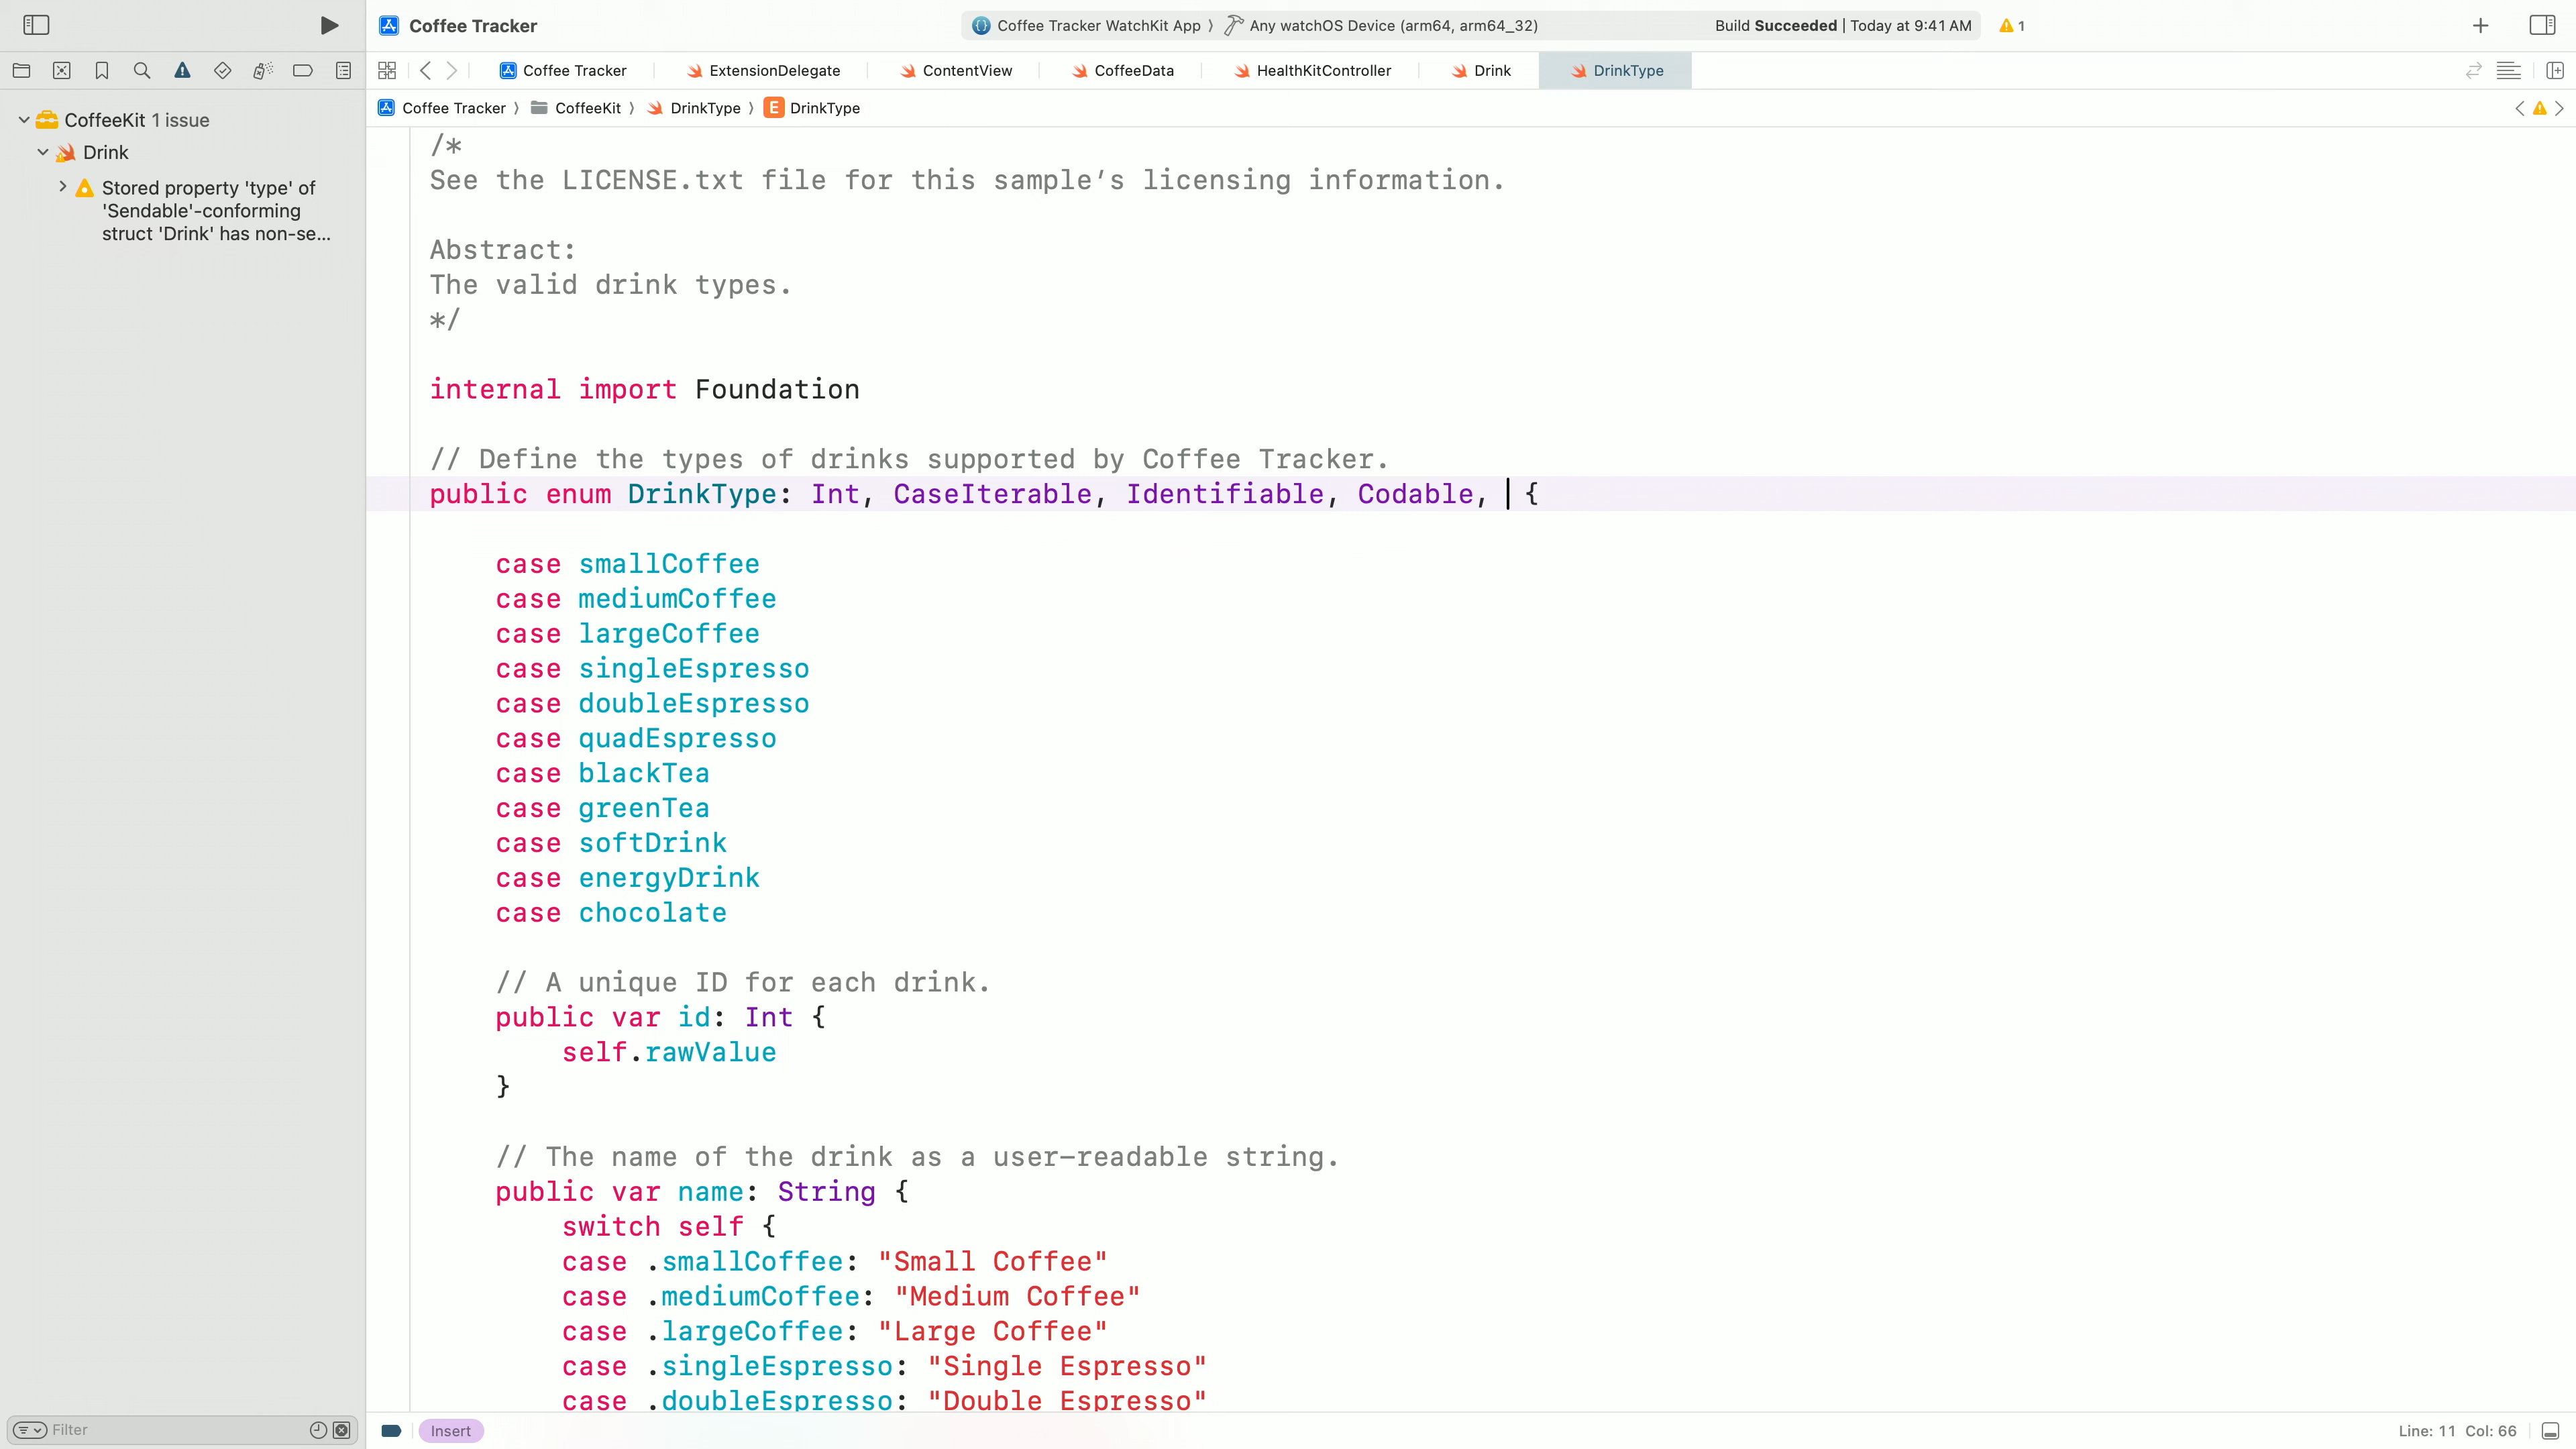 Coffee Tracker
Coffee Tracker WatchKit App ⟩ Any watchOS Device (arm64, arm64_32)
Build Succeeded | Today at 9:41 AM
1
Coffee Tracker
ExtensionDelegate
ContentView
CoffeeData
HealthKitController
Drink
DrinkType
Coffee Tracker ⟩ CoffeeKit ⟩ DrinkType ⟩ E DrinkType
CoffeeKit 1 issue
Drink
Stored property 'type' of
'Sendable'-conforming
struct 'Drink' has non-se...
/*
See the LICENSE.txt file for this sample’s licensing information.
Abstract:
The valid drink types.
*/
internal import Foundation
// Define the types of drinks supported by Coffee Tracker.
public enum DrinkType: Int, CaseIterable, Identifiable, Codable,  {
case smallCoffee
case mediumCoffee
case largeCoffee
case singleEspresso
case doubleEspresso
case quadEspresso
case blackTea
case greenTea
case softDrink
case energyDrink
case chocolate
// A unique ID for each drink.
public var id: Int {
self.rawValue
}
// The name of the drink as a user-readable string.
public var name: String {
switch self {
case .smallCoffee: "Small Coffee"
case .mediumCoffee: "Medium Coffee"
case .largeCoffee: "Large Coffee"
case .singleEspresso: "Single Espresso"
case .doubleEspresso: "Double Espresso"
Filter
Insert
Line: 11 Col: 66